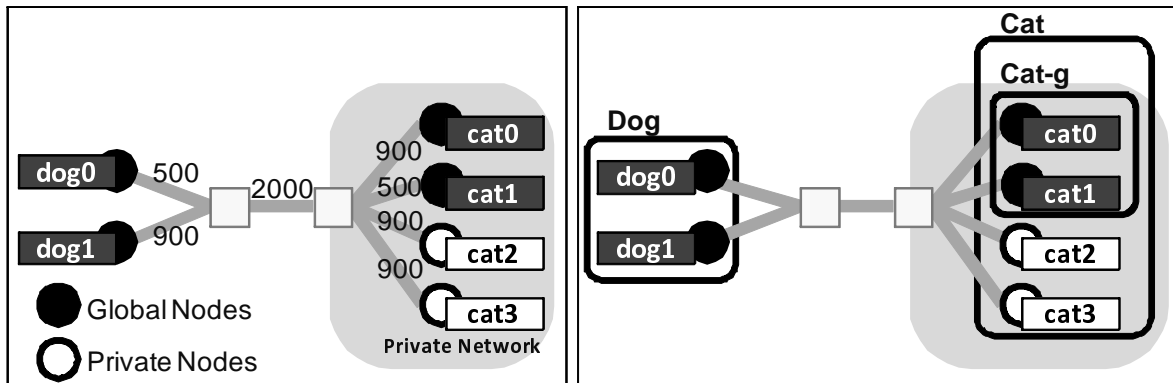 dog0
500
2000
900
dog1
900
cat0
500
cat1
900
cat2
900
cat3
Global Nodes
Private Nodes
Private Network
Cat
Cat-g
Dog
dog0
dog1
cat0
cat1
cat2
cat3